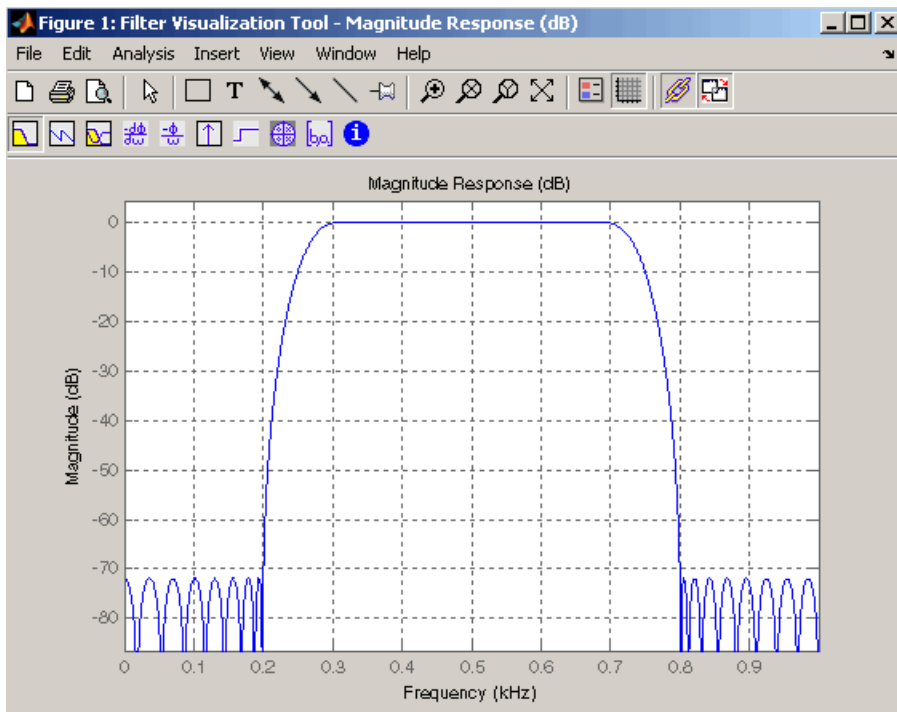 Figure 1: Filter Visualization Tool - Magnitude Response (dB)
File Edit Analysis Insert View Window Help
T
-dϕ
dω
-ϕ
ω
[b,a]
i
Magnitude Response (dB)
0
-10
-20
-30
-40
-50
-60
-70
-80
Magnitude (dB)
0 0.1 0.2 0.3 0.4 0.5 0.6 0.7 0.8 0.9
Frequency (kHz)